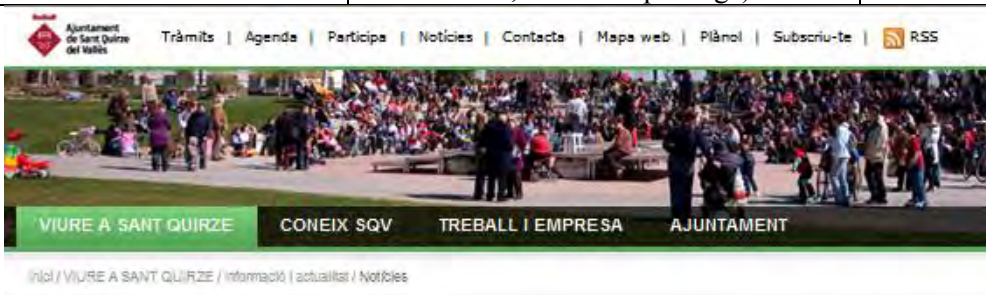 Ajuntament
de Sant Quirze
del Vallès
Tràmits | Agenda | Participa | Notícies | Contacta | Mapa web | Plànol | Subscriu-te | RSS
VIURE A SANT QUIRZE CONEIX SQV TREBALL I EMPRESA AJUNTAMENT
Inici / VIURE A SANT QUIRZE / Informació i actualitat / Notícies